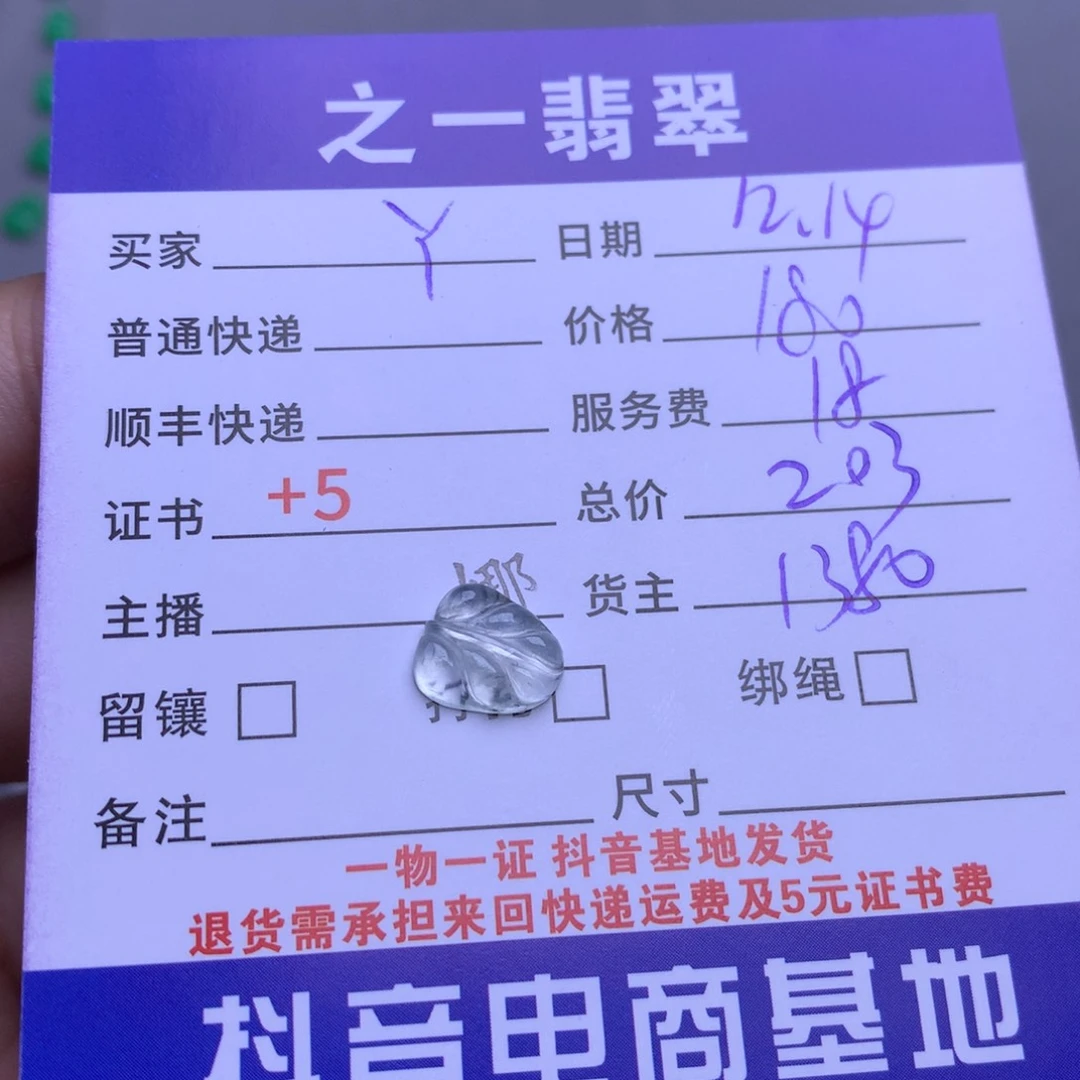 之一翡翠
买家 丫 日期 12.14
普通快递 价格 180
顺丰快递 服务费 18
证书 +5 总价 203
主播 娜 货主 1380
留镶 绑绳
备注 尺寸
一物一证 抖音基地发货
退货需承担来回快递运费及5元证书费
抖音电商基地